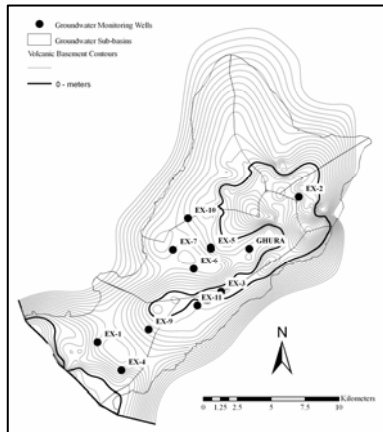 Groundwater Monitoring Wells
Groundwater Sub-basins
Volcanic Basement Contours
0 - meters
EX-2
EX-10
EX-7
EX-5
GHURA
EX-6
EX-3
EX-11
EX-9
EX-1
EX-4
N
Kilometers
0 1.25 2.5 5 7.5 10